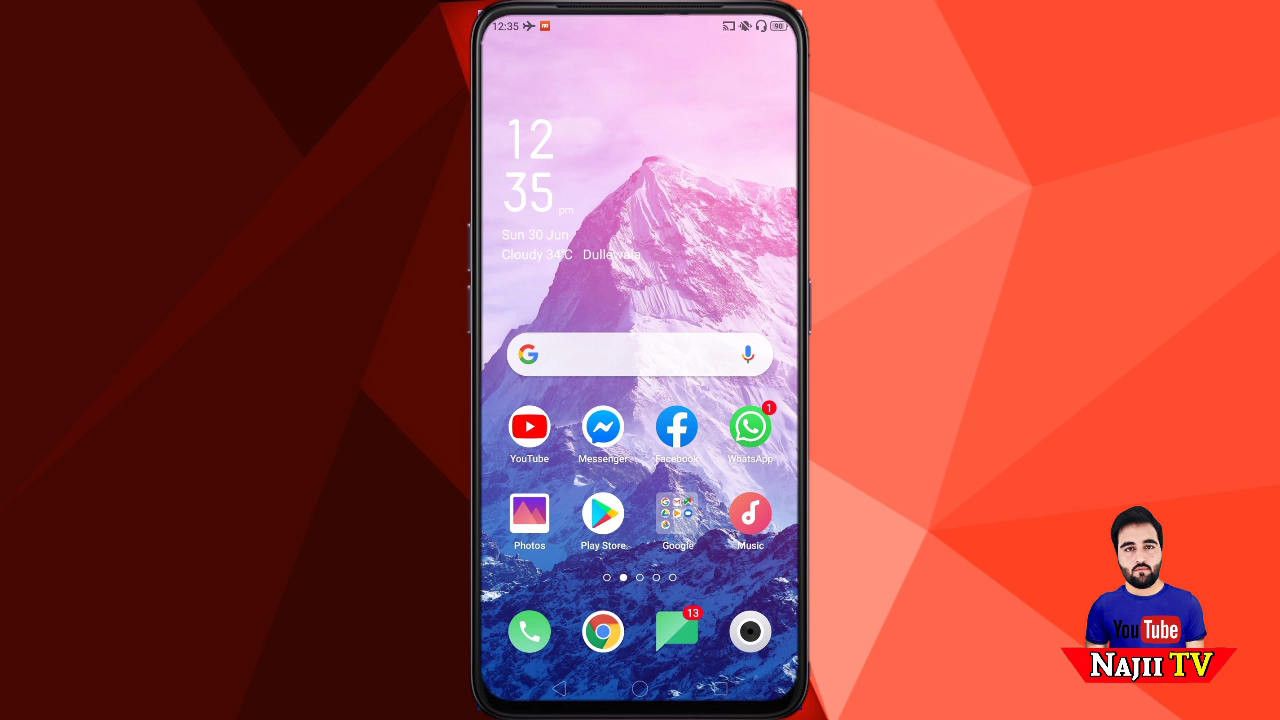 12:35
90
12
35 pm
Sun 30 Jun
Cloudy 34°C Dullewala
1
YouTube Messenger Facebook WhatsApp
Photos Play Store Google Music
13
YouTube
NAJII TV